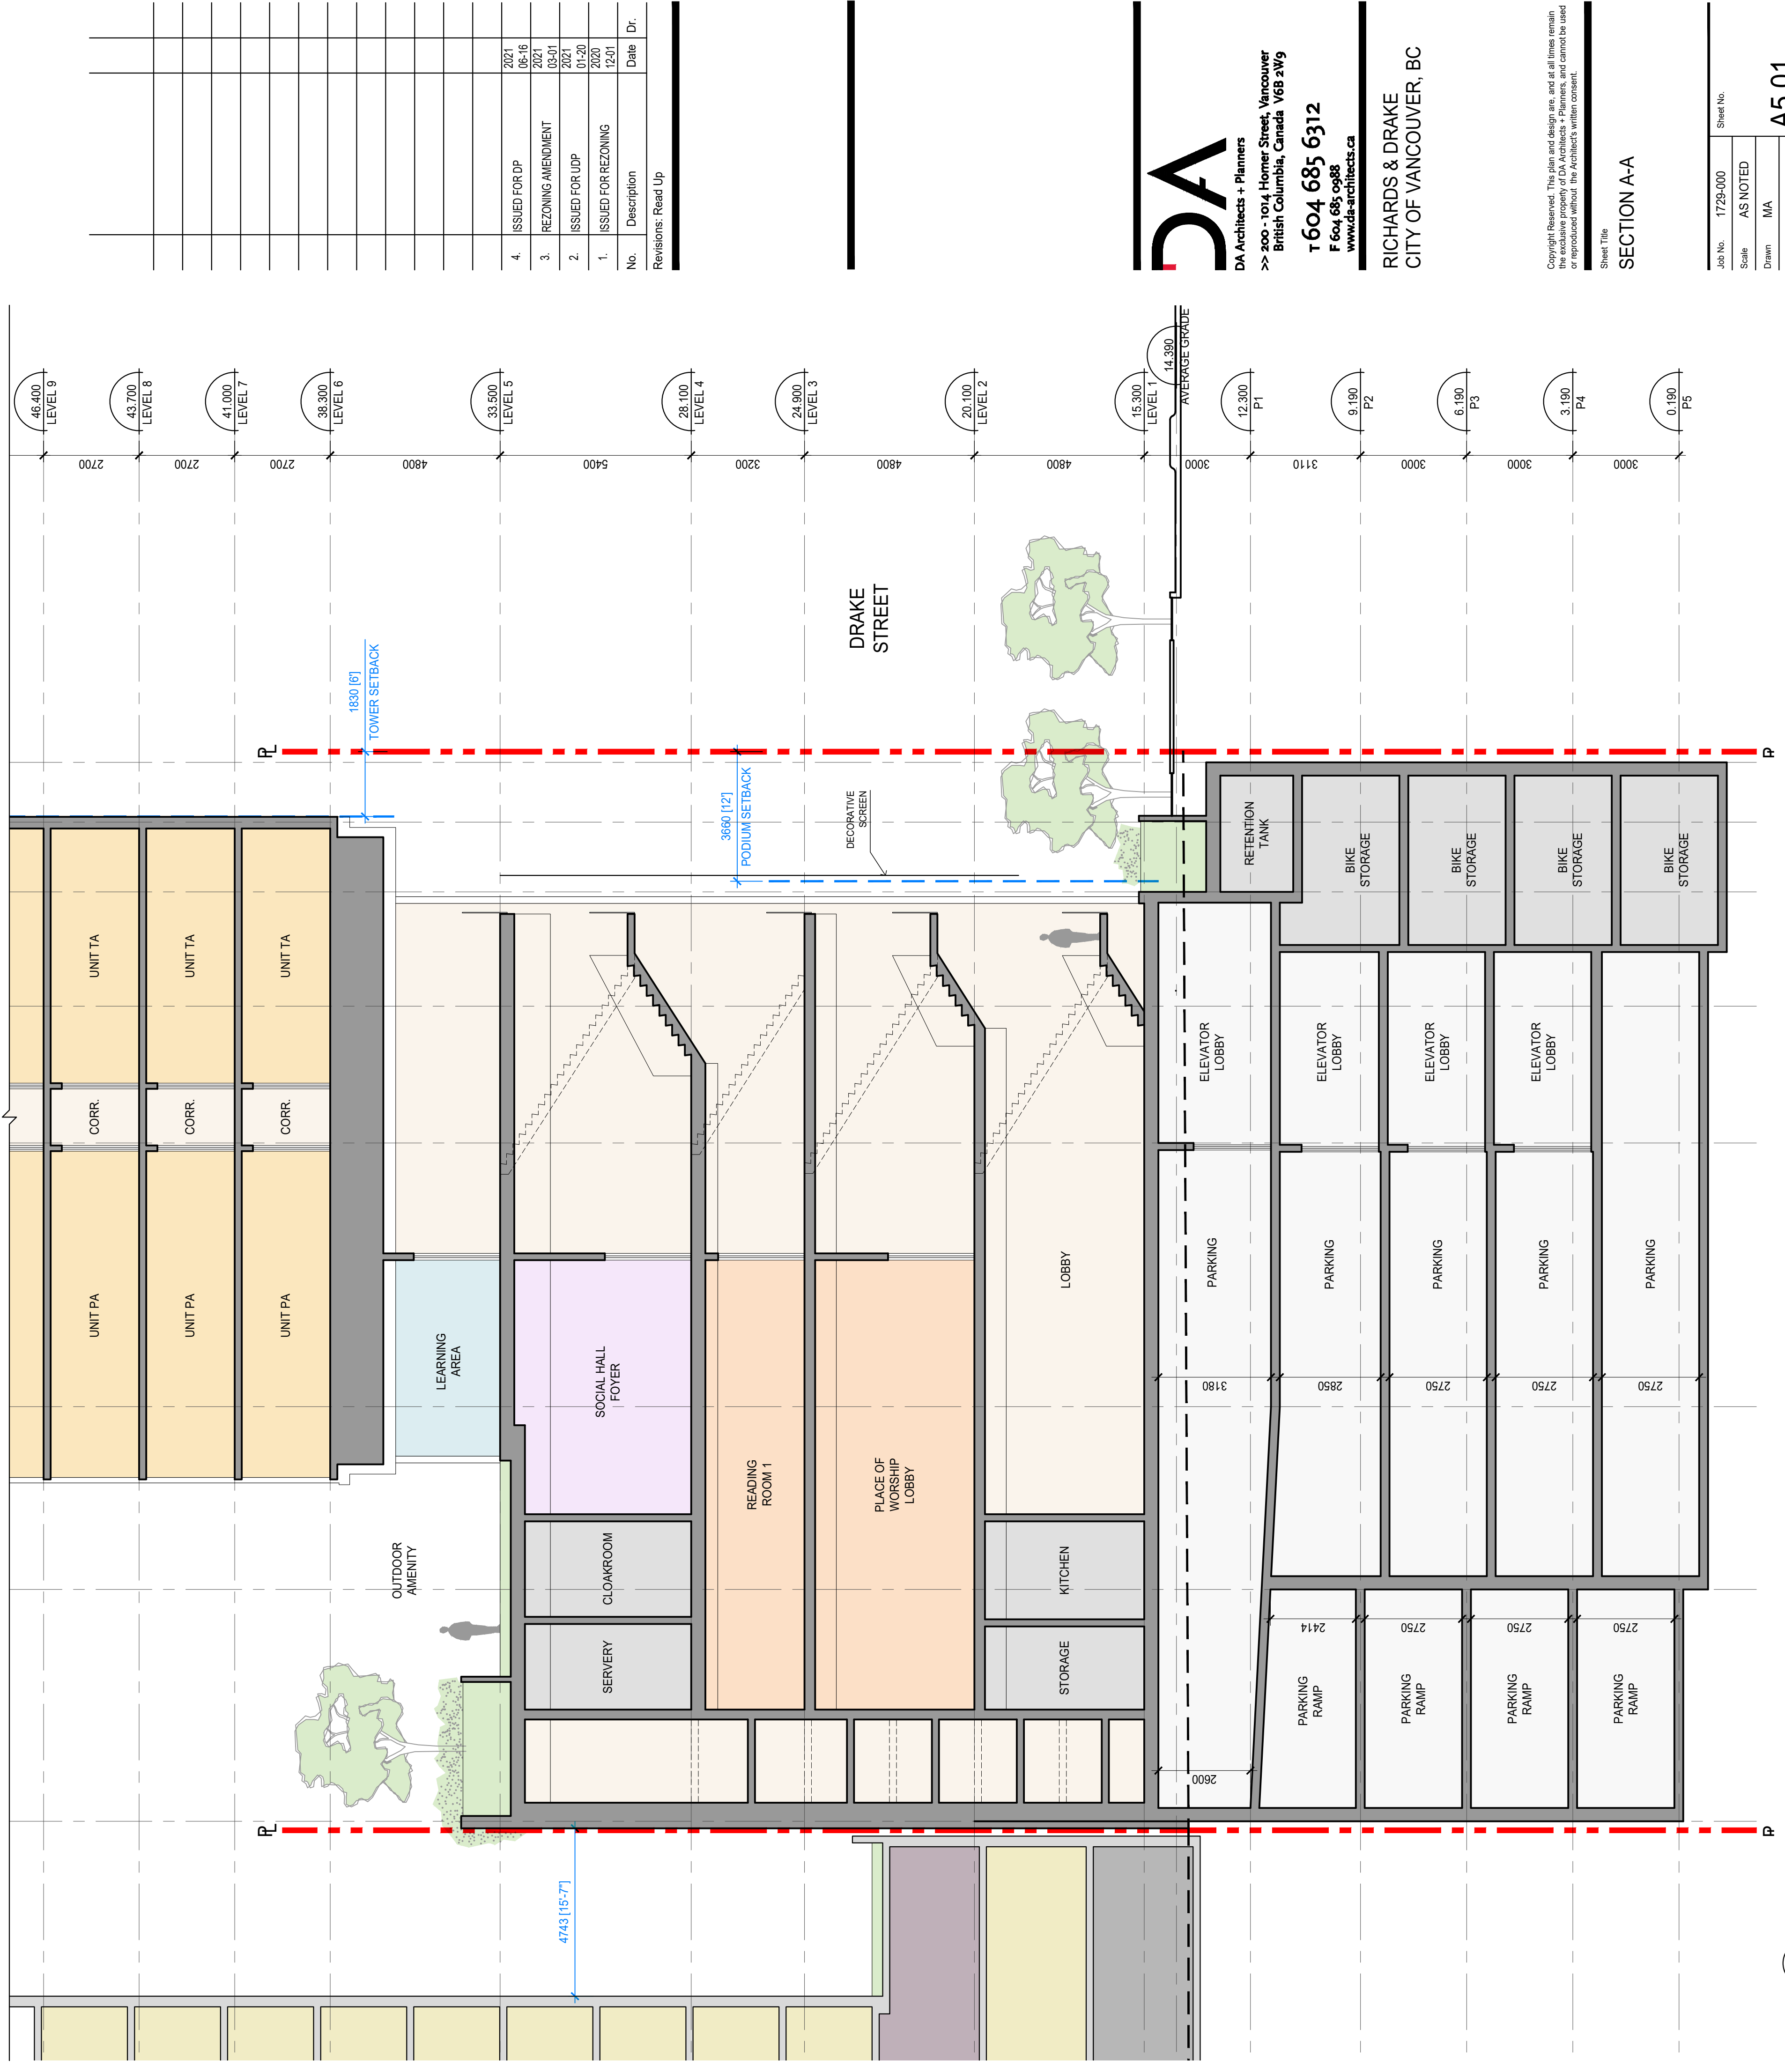 46.400
LEVEL 9
43.700
LEVEL 8
41.000
LEVEL 7
38.300
LEVEL 6
33.500
LEVEL 5
28.100
LEVEL 4
24.900
LEVEL 3
20.100
LEVEL 2
15.300
LEVEL 1
14.390
AVERAGE GRADE
12.300
P1
9.190
P2
6.190
P3
3.190
P4
0.190
P5
2700
2700
2700
4800
5400
3200
4800
4800
3000
3110
3000
3000
3000
1830 [6']
TOWER SETBACK
3660 [12']
PODIUM SETBACK
DECORATIVE
SCREEN
DRAKE
STREET
PL
PL
PL
PL
UNIT TA
UNIT TA
UNIT TA
CORR.
CORR.
CORR.
UNIT PA
UNIT PA
UNIT PA
LEARNING
AREA
OUTDOOR
AMENITY
SOCIAL HALL
FOYER
CLOAKROOM
SERVERY
READING
ROOM 1
PLACE OF
WORSHIP
LOBBY
LOBBY
KITCHEN
STORAGE
RETENTION
TANK
BIKE
STORAGE
BIKE
STORAGE
BIKE
STORAGE
BIKE
STORAGE
ELEVATOR
LOBBY
ELEVATOR
LOBBY
ELEVATOR
LOBBY
ELEVATOR
LOBBY
PARKING
PARKING
PARKING
PARKING
PARKING
3180
2850
2750
2750
2750
2414
2750
2750
2750
2600
PARKING
RAMP
PARKING
RAMP
PARKING
RAMP
PARKING
RAMP
4743 [15'-7"]
4. ISSUED FOR DP 2021 06-16
3. REZONING AMENDMENT 2021 03-01
2. ISSUED FOR UDP 2021 01-20
1. ISSUED FOR REZONING 2020 12-01
No. Description Date Dr.
Revisions: Read Up
DA
DA Architects + Planners
>> 200 - 1014 Homer Street, Vancouver
British Columbia, Canada V6B 2W9
T 604 685 6312
F 604 685 0988
www.da-architects.ca
RICHARDS & DRAKE
CITY OF VANCOUVER, BC
Copyright Reserved. This plan and design are, and at all times remain
the exclusive property of DA Architects + Planners, and cannot be used
or reproduced without the Architect's written consent.
Sheet Title
SECTION A-A
Job No. 1729-000 Sheet No.
Scale AS NOTED
Drawn MA
A5.01